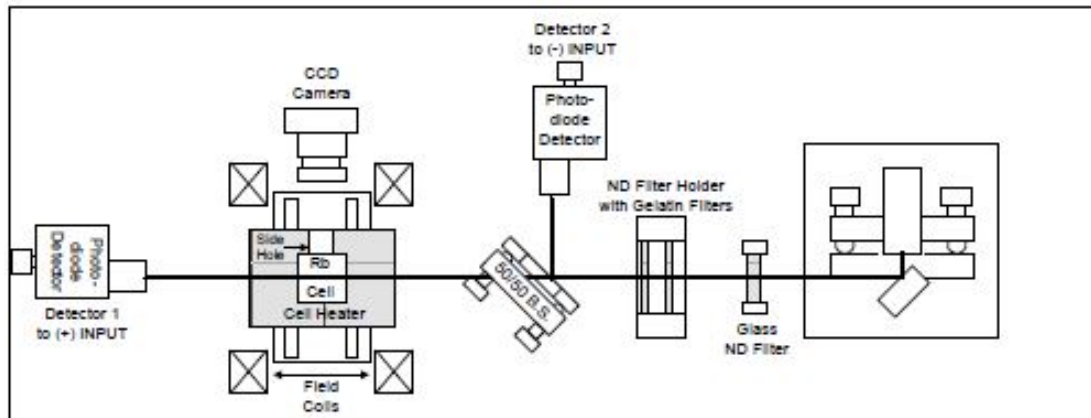 Detector 2
to (-) INPUT
CCD
Camera
Photo-
diode
Detector
ND Filter Holder
with Gelatin Filters
Photo-
diode
Detector
Side
Hole
Rb
Cell
Cell Heater
50/50 B.S.
Detector 1
to (+) INPUT
Glass
ND Filter
Field
Coils